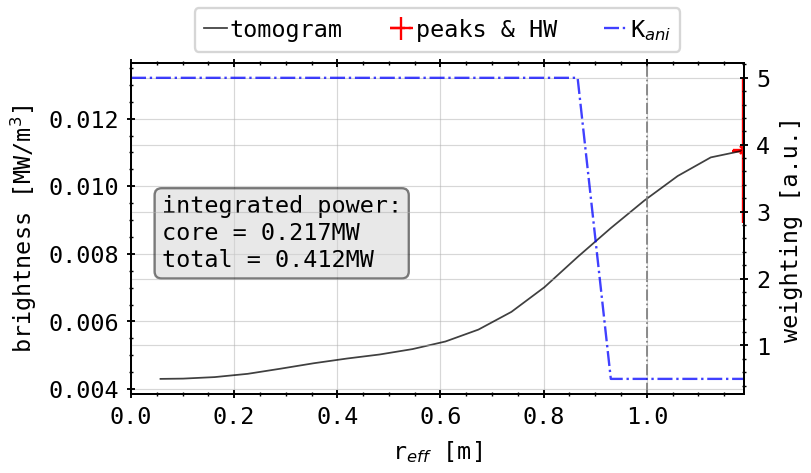 tomogram peaks & HW K_ani
brightness [MW/m³]
0.012
0.010
0.008
0.006
0.004
integrated power:
core = 0.217MW
total = 0.412MW
5
4
3
2
1
weighting [a.u.]
0.0 0.2 0.4 0.6 0.8 1.0
r_eff [m]